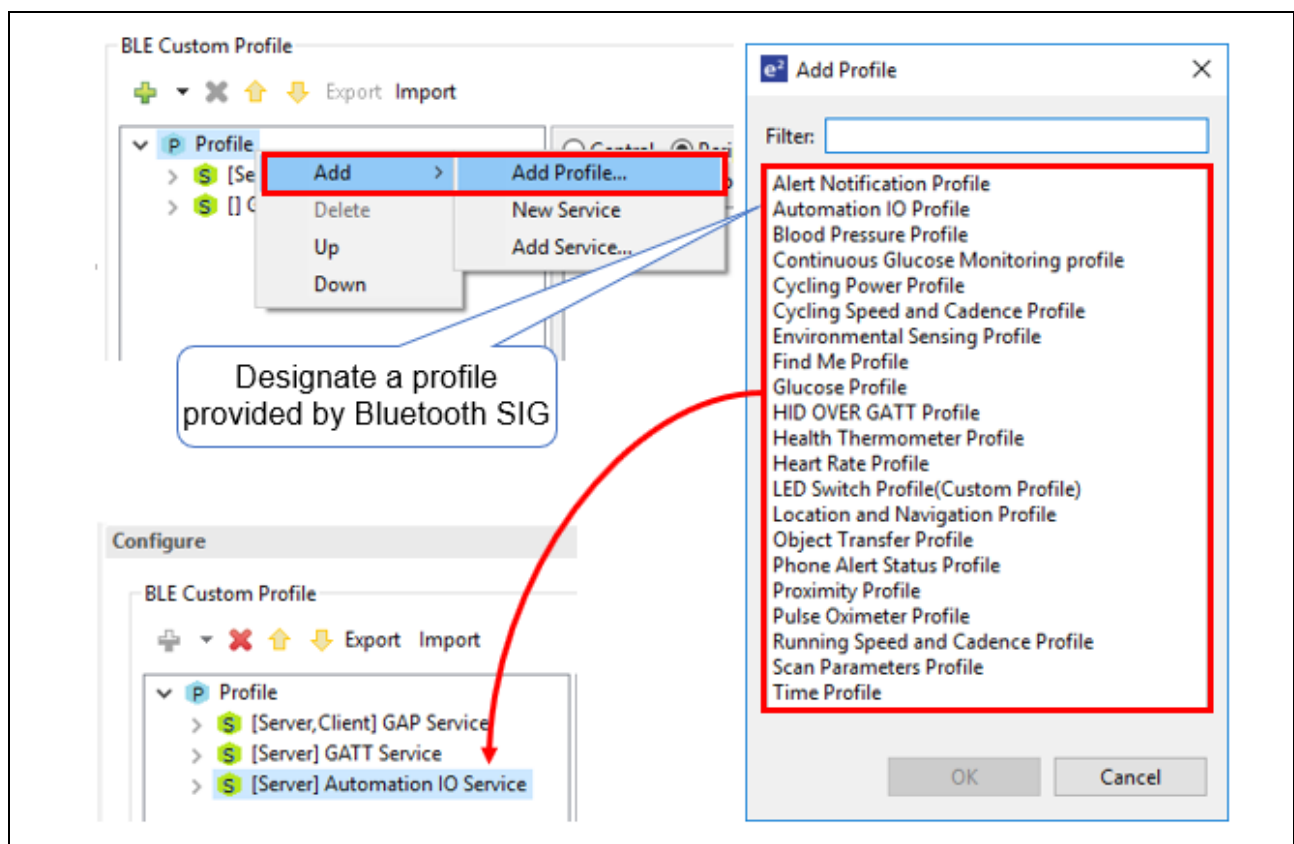 BLE Custom Profile
Export Import
P Profile
S [Se
S [] G
Add >
Delete
Up
Down
Add Profile...
New Service
Add Service...
Designate a profile
provided by Bluetooth SIG
e² Add Profile
Filter:
Alert Notification Profile
Automation IO Profile
Blood Pressure Profile
Continuous Glucose Monitoring profile
Cycling Power Profile
Cycling Speed and Cadence Profile
Environmental Sensing Profile
Find Me Profile
Glucose Profile
HID OVER GATT Profile
Health Thermometer Profile
Heart Rate Profile
LED Switch Profile(Custom Profile)
Location and Navigation Profile
Object Transfer Profile
Phone Alert Status Profile
Proximity Profile
Pulse Oximeter Profile
Running Speed and Cadence Profile
Scan Parameters Profile
Time Profile
OK Cancel
Configure
BLE Custom Profile
Export Import
P Profile
S [Server,Client] GAP Service
S [Server] GATT Service
S [Server] Automation IO Service